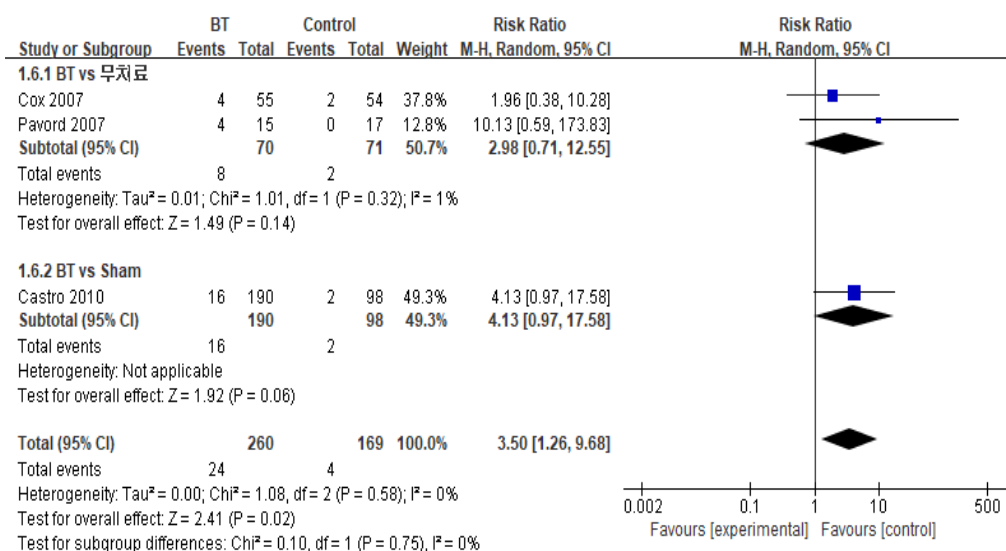 BT Control Risk Ratio Risk Ratio
Study or Subgroup Events Total Events Total Weight M-H, Random, 95% CI M-H, Random, 95% CI
1.6.1 BT vs 무치료
Cox 2007 4 55 2 54 37.8% 1.96 [0.38, 10.28]
Pavord 2007 4 15 0 17 12.8% 10.13 [0.59, 173.83]
Subtotal (95% CI) 70 71 50.7% 2.98 [0.71, 12.55]
Total events 8 2
Heterogeneity: Tau² = 0.01; Chi² = 1.01, df = 1 (P = 0.32); I² = 1%
Test for overall effect: Z = 1.49 (P = 0.14)
1.6.2 BT vs Sham
Castro 2010 16 190 2 98 49.3% 4.13 [0.97, 17.58]
Subtotal (95% CI) 190 98 49.3% 4.13 [0.97, 17.58]
Total events 16 2
Heterogeneity: Not applicable
Test for overall effect: Z = 1.92 (P = 0.06)
Total (95% CI) 260 169 100.0% 3.50 [1.26, 9.68]
Total events 24 4
Heterogeneity: Tau² = 0.00; Chi² = 1.08, df = 2 (P = 0.58); I² = 0%
Test for overall effect: Z = 2.41 (P = 0.02)
Test for subgroup differences: Chi² = 0.10, df = 1 (P = 0.75), I² = 0%
0.002 0.1 1 10 500
Favours [experimental] Favours [control]